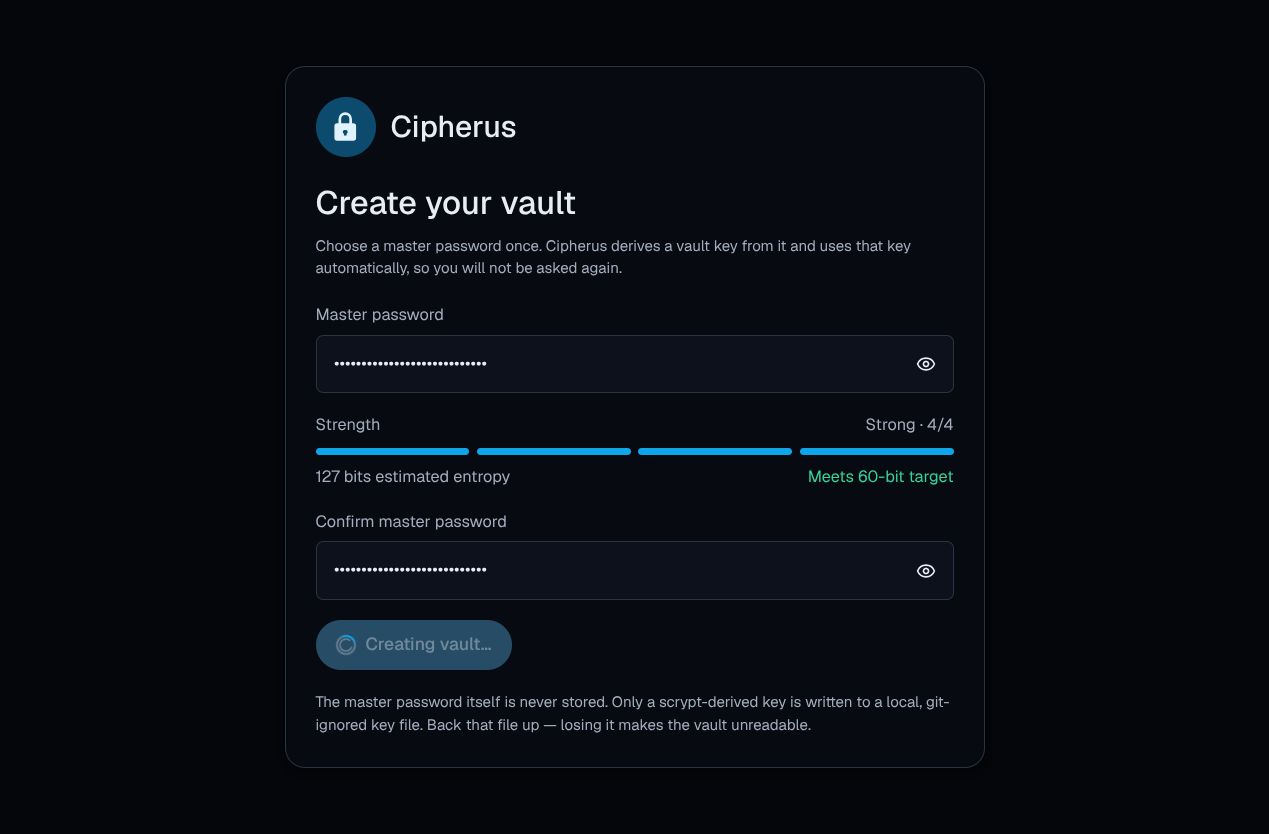 Cipherus
Create your vault
Choose a master password once. Cipherus derives a vault key from it and uses that key
automatically, so you will not be asked again.
Master password
••••••••••••••••••••••••••••
Strength
Strong · 4/4
127 bits estimated entropy
Meets 60-bit target
Confirm master password
••••••••••••••••••••••••••••
Creating vault...
The master password itself is never stored. Only a scrypt-derived key is written to a local, git-
ignored key file. Back that file up — losing it makes the vault unreadable.